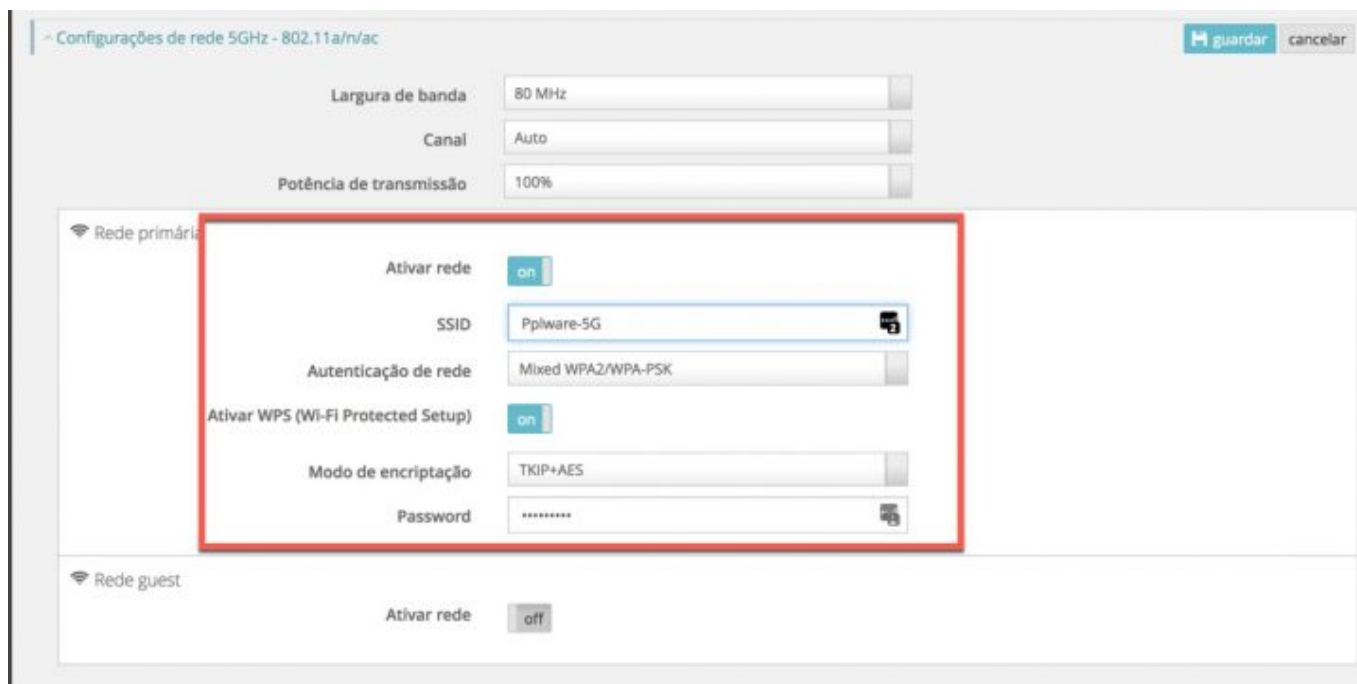 Configurações de rede 5GHz - 802.11a/n/ac guardar cancelar
Largura de banda 80 MHz
Canal Auto
Potência de transmissão 100%
Rede primária
Ativar rede on
SSID Pplware-5G
Autenticação de rede Mixed WPA2/WPA-PSK
Ativar WPS (Wi-Fi Protected Setup) on
Modo de encriptação TKIP+AES
Password •••••••••
Rede guest
Ativar rede off